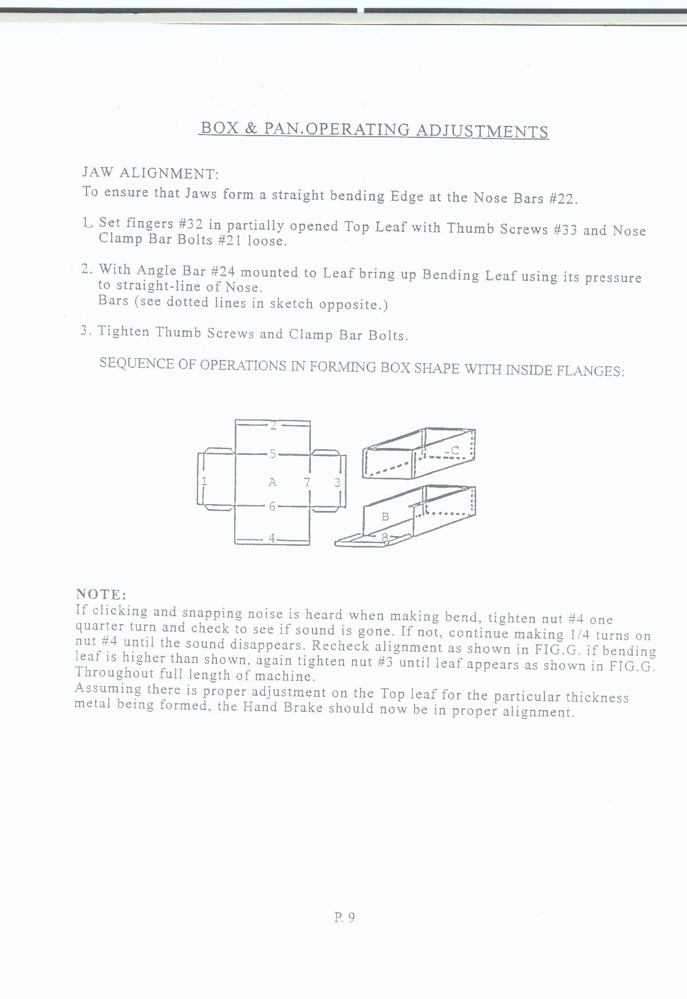 BOX & PAN.OPERATING ADJUSTMENTS
JAW ALIGNMENT:
To ensure that Jaws form a straight bending Edge at the Nose Bars #22.
1. Set fingers #32 in partially opened Top Leaf with Thumb Screws #33 and Nose
Clamp Bar Bolts #21 loose.
2. With Angle Bar #24 mounted to Leaf bring up Bending Leaf using its pressure
to straight-line of Nose.
Bars (see dotted lines in sketch opposite.)
3. Tighten Thumb Screws and Clamp Bar Bolts.
SEQUENCE OF OPERATIONS IN FORMING BOX SHAPE WITH INSIDE FLANGES:
2
5
C
1 A 7 3
6
B
4
8
NOTE:
If clicking and snapping noise is heard when making bend, tighten nut #4 one
quarter turn and check to see if sound is gone. If not, continue making 1/4 turns on
nut #4 until the sound disappears. Recheck alignment as shown in FIG.G. if bending
leaf is higher than shown, again tighten nut #3 until leaf appears as shown in FIG.G.
Throughout full length of machine.
Assuming there is proper adjustment on the Top leaf for the particular thickness
metal being formed, the Hand Brake should now be in proper alignment.
P. 9